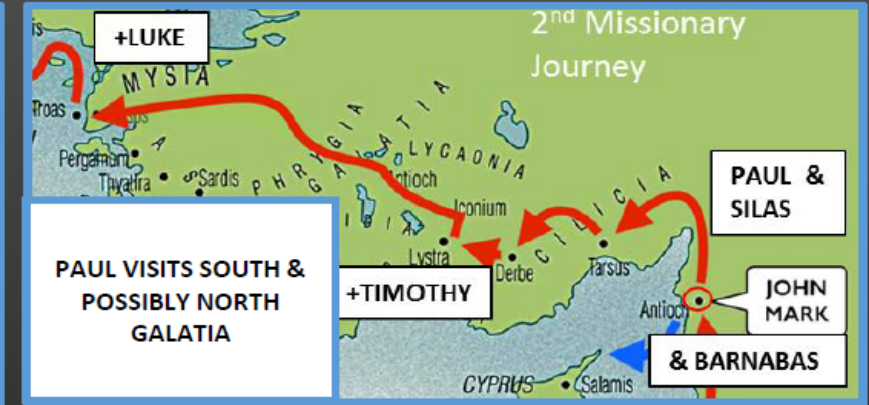 2nd Missionary
Journey
+LUKE
MYSIA
Troas
Pergamum
Thyatira
Sardis
PHRYGIA
GALATIA
LYCAONIA
Antioch
Iconium
Lystra
Derbe
CILICIA
Tarsus
PAUL &
SILAS
+TIMOTHY
Antioch
JOHN
MARK
& BARNABAS
CYPRUS
Salamis
PAUL VISITS SOUTH &
POSSIBLY NORTH
GALATIA